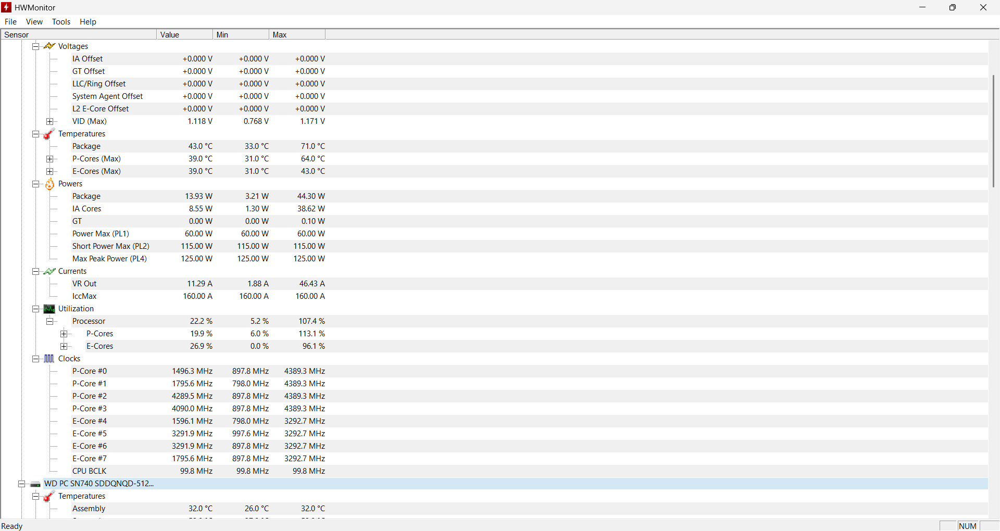 HWMonitor
File View Tools Help
Sensor Value Min Max
Voltages
IA Offset +0.000 V +0.000 V +0.000 V
GT Offset +0.000 V +0.000 V +0.000 V
LLC/Ring Offset +0.000 V +0.000 V +0.000 V
System Agent Offset +0.000 V +0.000 V +0.000 V
L2 E-Core Offset +0.000 V +0.000 V +0.000 V
VID (Max) 1.118 V 0.768 V 1.171 V
Temperatures
Package 43.0 °C 33.0 °C 71.0 °C
P-Cores (Max) 39.0 °C 31.0 °C 64.0 °C
E-Cores (Max) 39.0 °C 31.0 °C 43.0 °C
Powers
Package 13.93 W 3.21 W 44.30 W
IA Cores 8.55 W 1.30 W 38.62 W
GT 0.00 W 0.00 W 0.10 W
Power Max (PL1) 60.00 W 60.00 W 60.00 W
Short Power Max (PL2) 115.00 W 115.00 W 115.00 W
Max Peak Power (PL4) 125.00 W 125.00 W 125.00 W
Currents
VR Out 11.29 A 1.88 A 46.43 A
IccMax 160.00 A 160.00 A 160.00 A
Utilization
Processor 22.2 % 5.2 % 107.4 %
P-Cores 19.9 % 6.0 % 113.1 %
E-Cores 26.9 % 0.0 % 96.1 %
Clocks
P-Core #0 1496.3 MHz 897.8 MHz 4389.3 MHz
P-Core #1 1795.6 MHz 798.0 MHz 4389.3 MHz
P-Core #2 4289.5 MHz 897.8 MHz 4389.3 MHz
P-Core #3 4090.0 MHz 897.8 MHz 4389.3 MHz
E-Core #4 1596.1 MHz 798.0 MHz 3292.7 MHz
E-Core #5 3291.9 MHz 997.6 MHz 3292.7 MHz
E-Core #6 3291.9 MHz 897.8 MHz 3292.7 MHz
E-Core #7 1795.6 MHz 897.8 MHz 3292.7 MHz
CPU BCLK 99.8 MHz 99.8 MHz 99.8 MHz
WD PC SN740 SDDQNQD-512...
Temperatures
Assembly 32.0 °C 26.0 °C 32.0 °C
Ready NUM